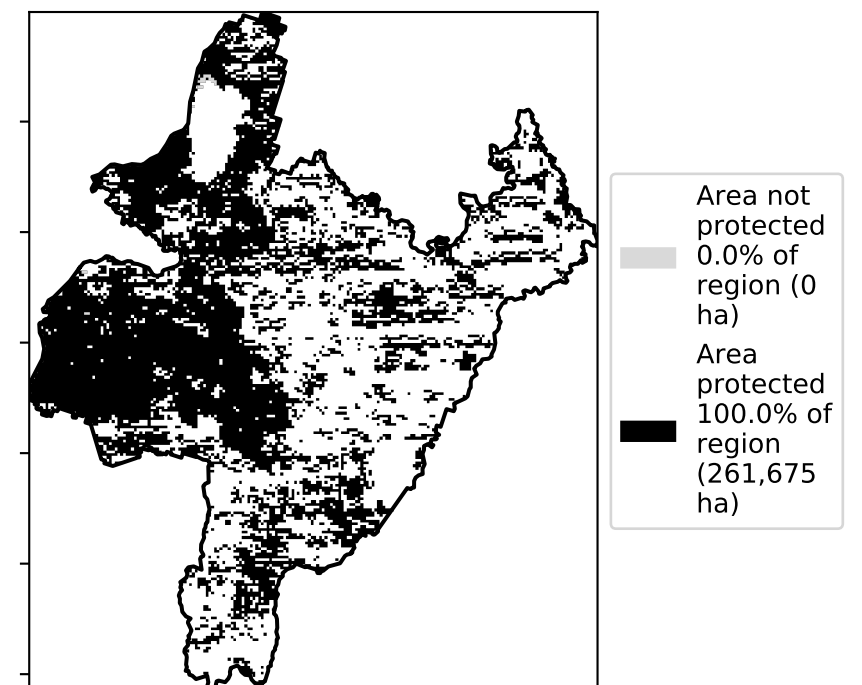 Area not
protected
0.0% of
region (0
ha)
Area
protected
100.0% of
region
(261,675
ha)